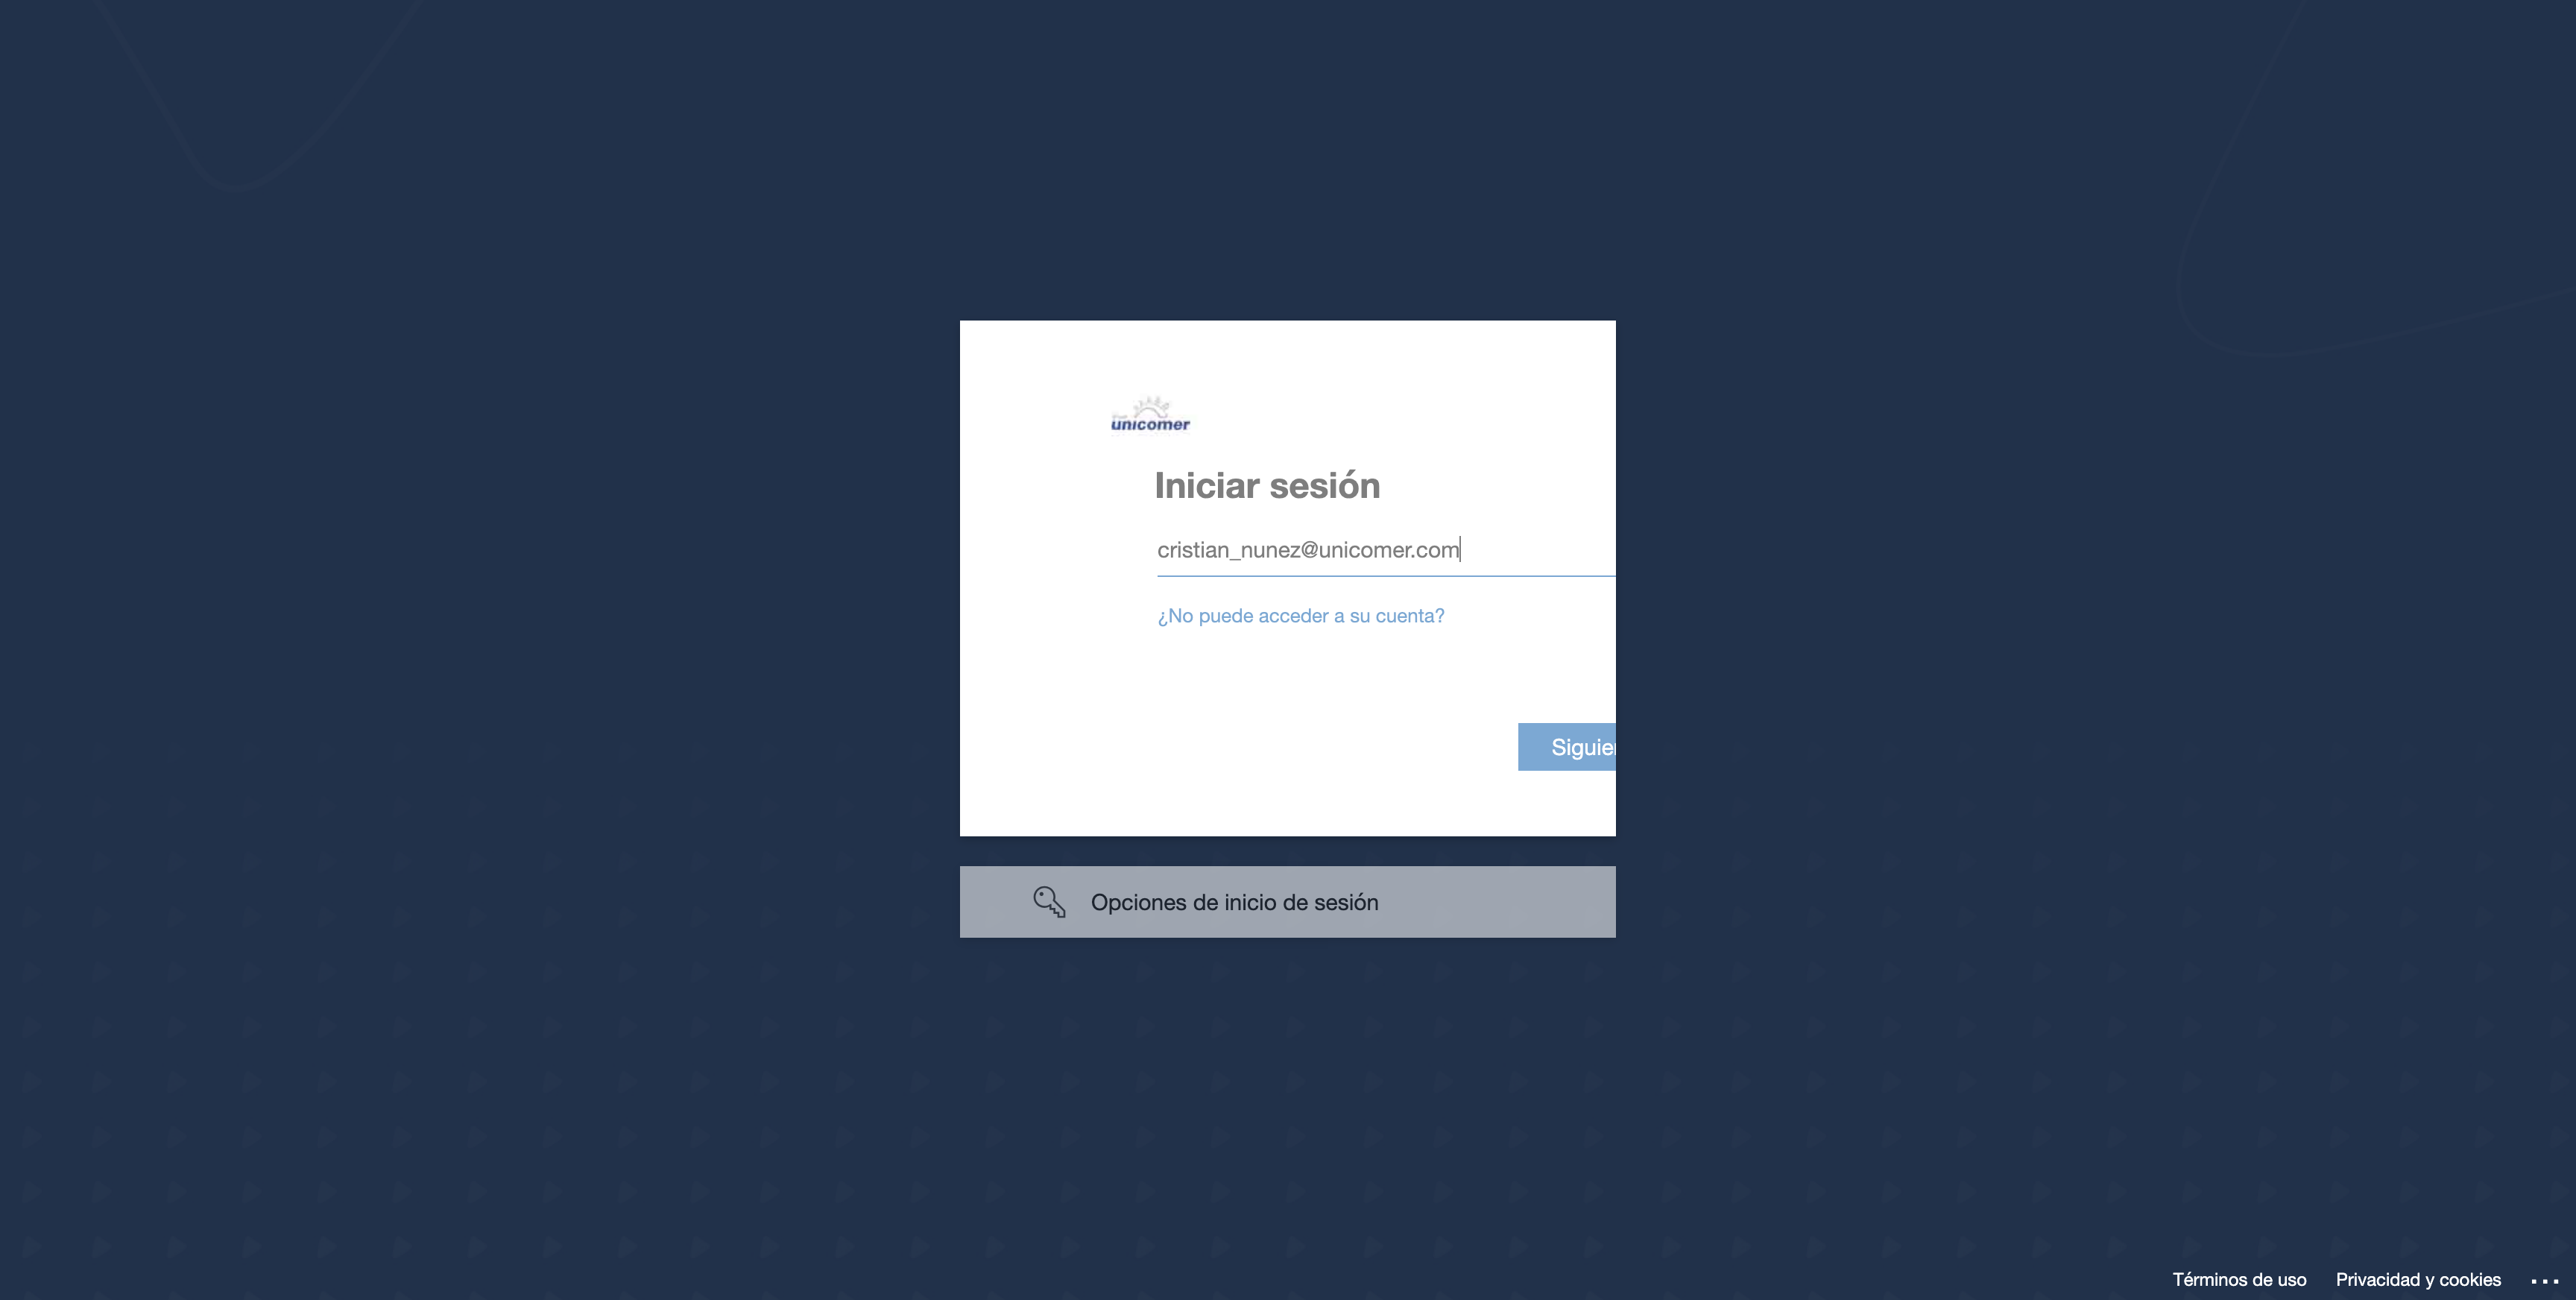 unicomer
Iniciar sesión
cristian_nunez@unicomer.com
¿No puede acceder a su cuenta?
Siguie
Opciones de inicio de sesión
Términos de uso Privacidad y cookies ...